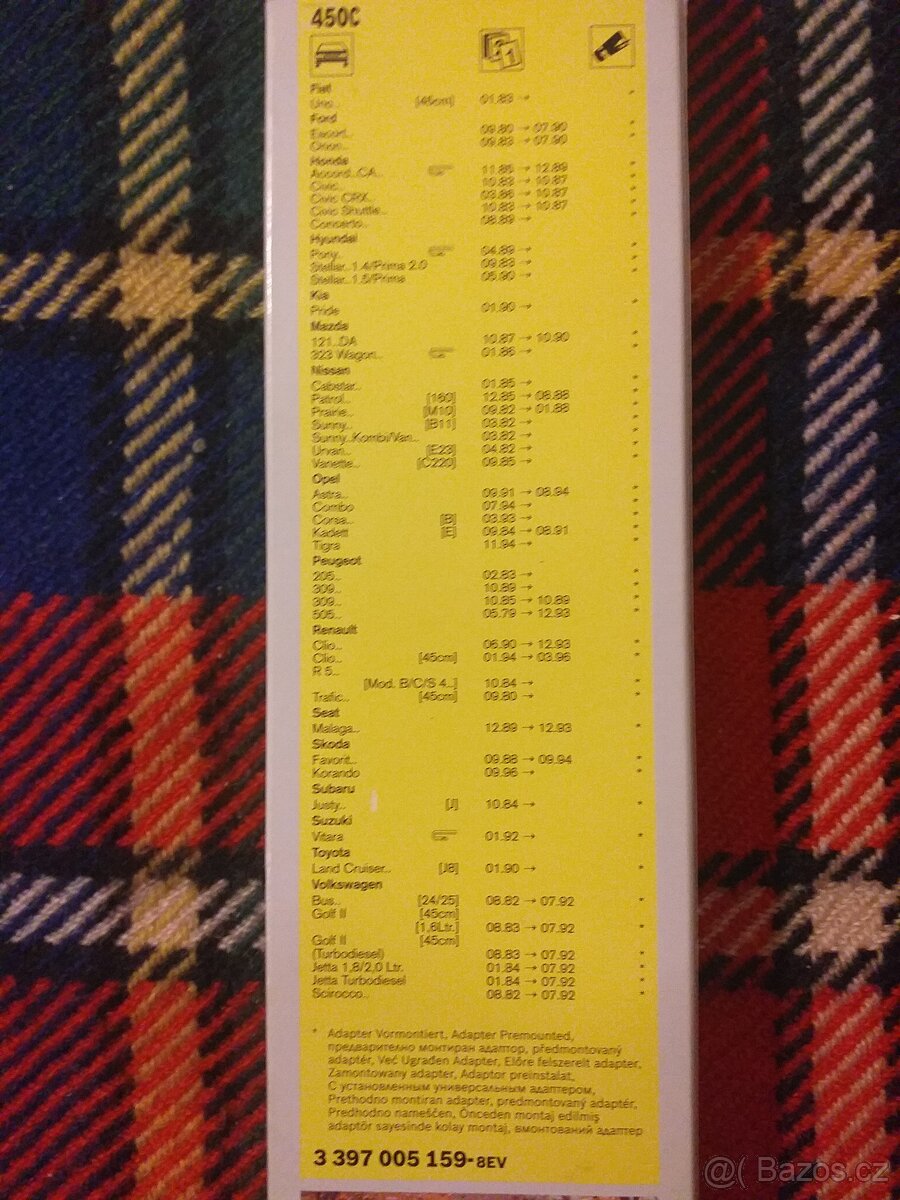 450C
Fiat
Uno.. [45cm] 01.83 → *
Ford
Escort.. 09.80 → 07.90 *
Orion.. 09.83 → 07.90 *
Honda
Accord..CA.. 11.85 → 12.89 *
Civic.. 10.83 → 10.87 *
Civic CRX.. 03.86 → 10.87 *
Civic Shuttle.. 10.83 → 10.87 *
Concerto.. 08.89 → *
Hyundai
Pony.. 04.89 → *
Stellar..1.4/Prima 2.0 09.83 → *
Stellar..1.5/Prima 05.90 → *
Kia
Pride 01.90 → *
Mazda
121..DA 10.87 → 10.90 *
323 Wagon.. 01.86 → *
Nissan
Cabstar.. 01.85 → *
Patrol.. [160] 12.85 → 08.88 *
Prairie.. [M10] 09.82 → 01.88 *
Sunny.. [B11] 03.82 → *
Sunny..Kombi/Van.. 03.82 → *
Urvan.. [E23] 04.82 → *
Vanette.. [C220] 09.85 → *
Opel
Astra.. 09.91 → 08.94 *
Combo 07.94 → *
Corsa.. [B] 03.93 → *
Kadett [E] 09.84 → 08.91 *
Tigra 11.94 → *
Peugeot
205.. 02.83 → *
309.. 10.89 → *
309.. 10.85 → 10.89 *
505.. 05.79 → 12.93 *
Renault
Clio.. 06.90 → 12.93 *
Clio.. [45cm] 01.94 → 03.96 *
R 5..
[Mod. B/C/S 4..] 10.84 → *
Trafic.. [45cm] 09.80 → *
Seat
Malaga.. 12.89 → 12.93 *
Skoda
Favorit.. 09.88 → 09.94 *
Korando 09.96 → *
Subaru
Justy.. [J] 10.84 → *
Suzuki
Vitara 01.92 → *
Toyota
Land Cruiser.. [J8] 01.90 → *
Volkswagen
Bus.. [24/25] 08.82 → 07.92 *
Golf II [45cm]
[1,6Ltr.] 08.83 → 07.92 *
Golf II [45cm]
(Turbodiesel) 08.83 → 07.92 *
Jetta 1,8/2,0 Ltr. 01.84 → 07.92 *
Jetta Turbodiesel 01.84 → 07.92 *
Scirocco.. 08.82 → 07.92 *
* Adapter Vormontiert, Adapter Premounted,
предварително монтиран адаптор, předmontovaný
adaptér, Već Ugrađen Adapter, Előre felszerelt adapter,
Zamontowany adapter, Adaptor preinstalat,
С установленным универсальным адаптером,
Prethodno montiran adapter, predmontovaný adaptér,
Predhodno nameščen, Önceden montaj edilmiş
adaptör sayesinde kolay montaj, вмонтований адаптер
3 397 005 159-8EV
@( Bazos.cz